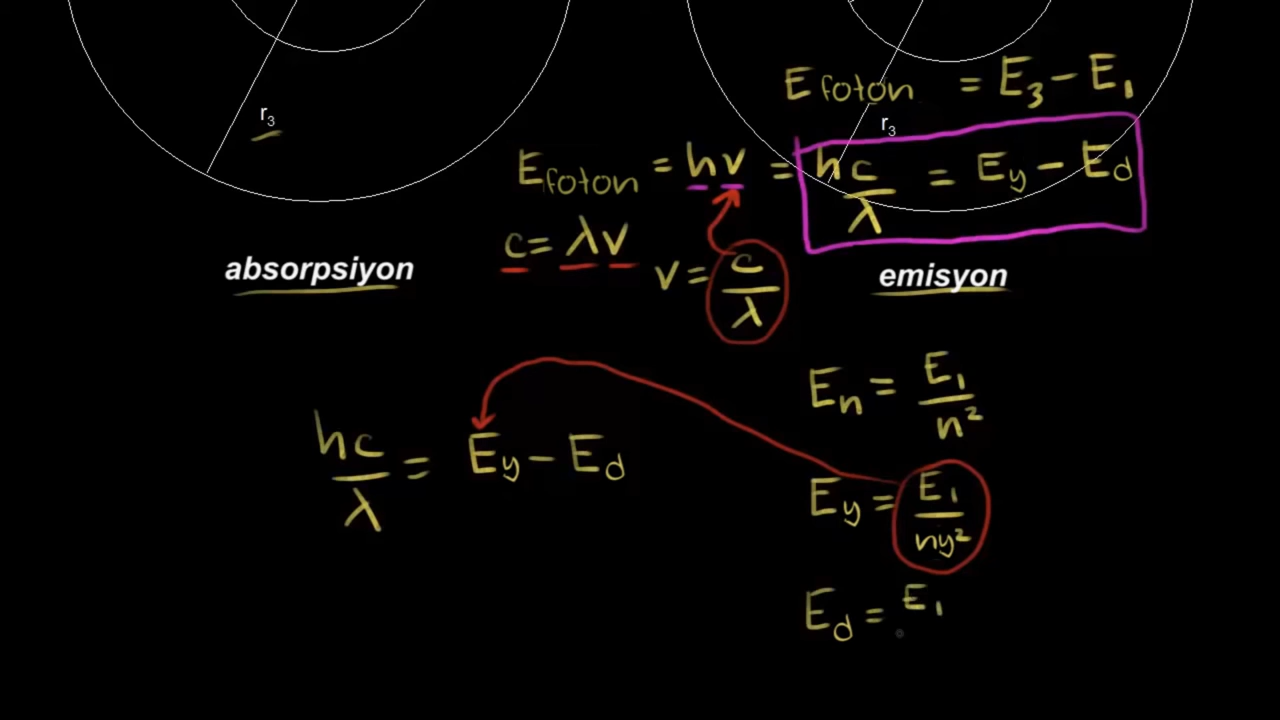 E foton = E₃ - E₁
r₃
r₃
E foton = hv = hc/λ = Ey - Ed
c = λv
v = c/λ
absorpsiyon
emisyon
En = E₁/n²
hc/λ = Ey - Ed
Ey = E₁/ny²
Ed = E₁